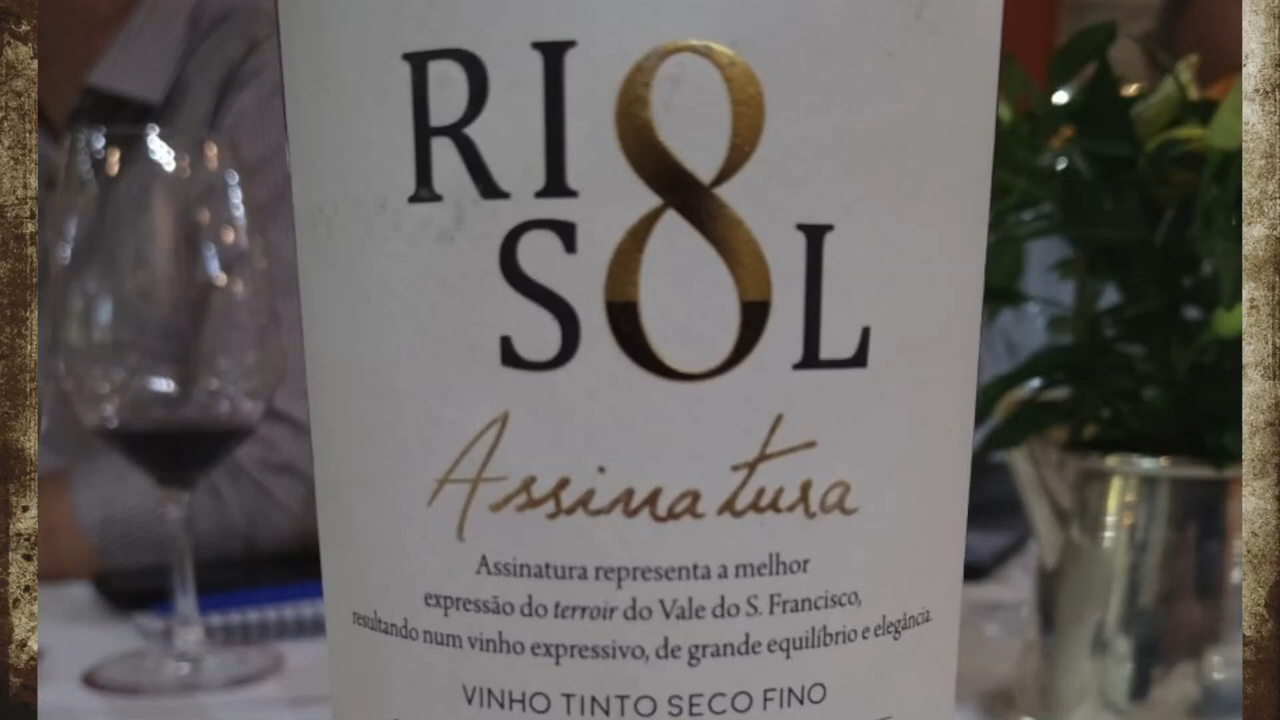 RIO
SOL
Assinatura
Assinatura representa a melhor
expressão do terroir do Vale do S. Francisco,
resultando num vinho expressivo, de grande equilíbrio e elegância.
VINHO TINTO SECO FINO